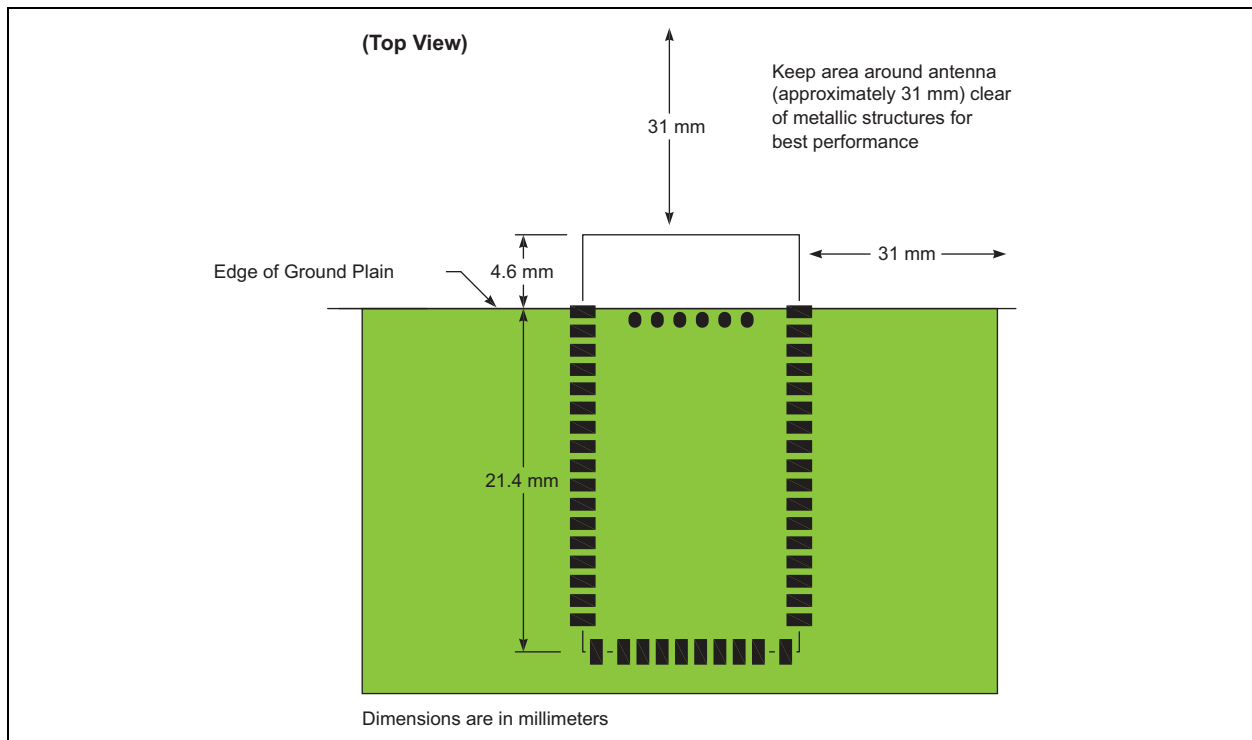 (Top View)
Keep area around antenna
(approximately 31 mm) clear
of metallic structures for
best performance
31 mm
31 mm
4.6 mm
Edge of Ground Plain
21.4 mm
Dimensions are in millimeters